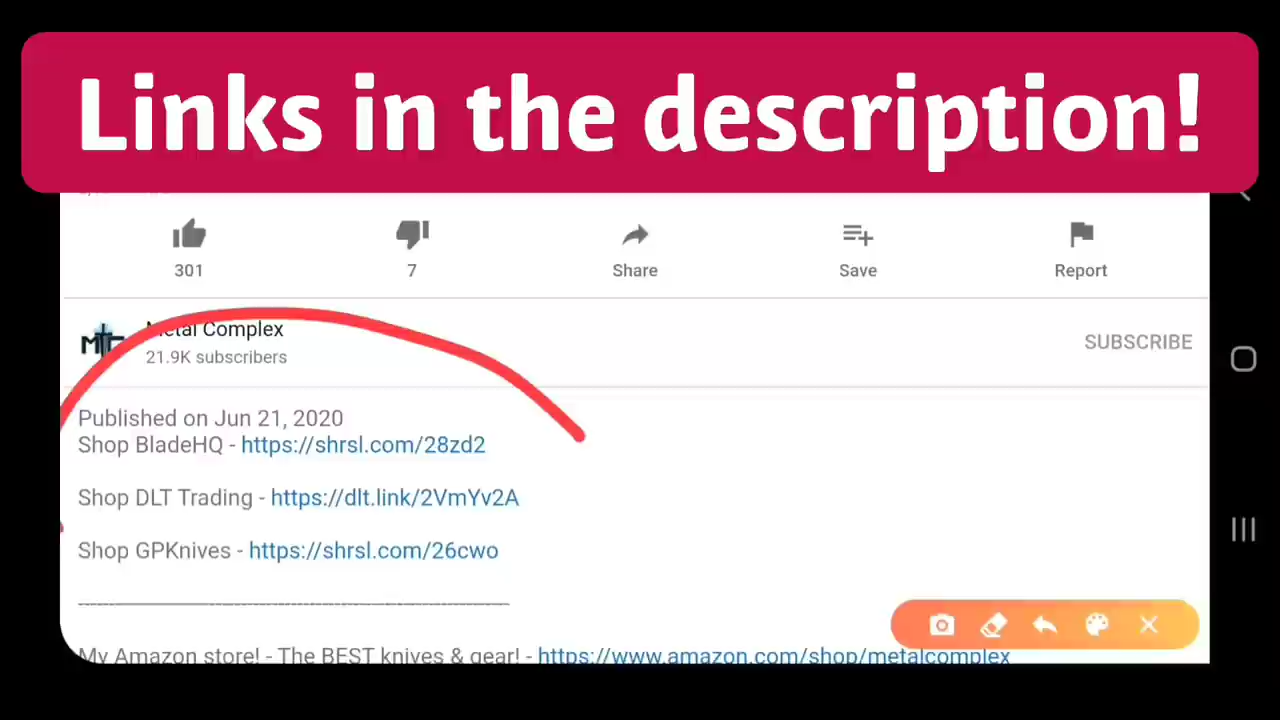 Links in the description!
301
7
Share
Save
Report
Metal Complex
21.9K subscribers
SUBSCRIBE
Published on Jun 21, 2020
Shop BladeHQ - https://shrsl.com/28zd2
Shop DLT Trading - https://dlt.link/2VmYv2A
Shop GPKnives - https://shrsl.com/26cwo
My Amazon store! - The BEST knives & gear! - https://www.amazon.com/shop/metalcomplex